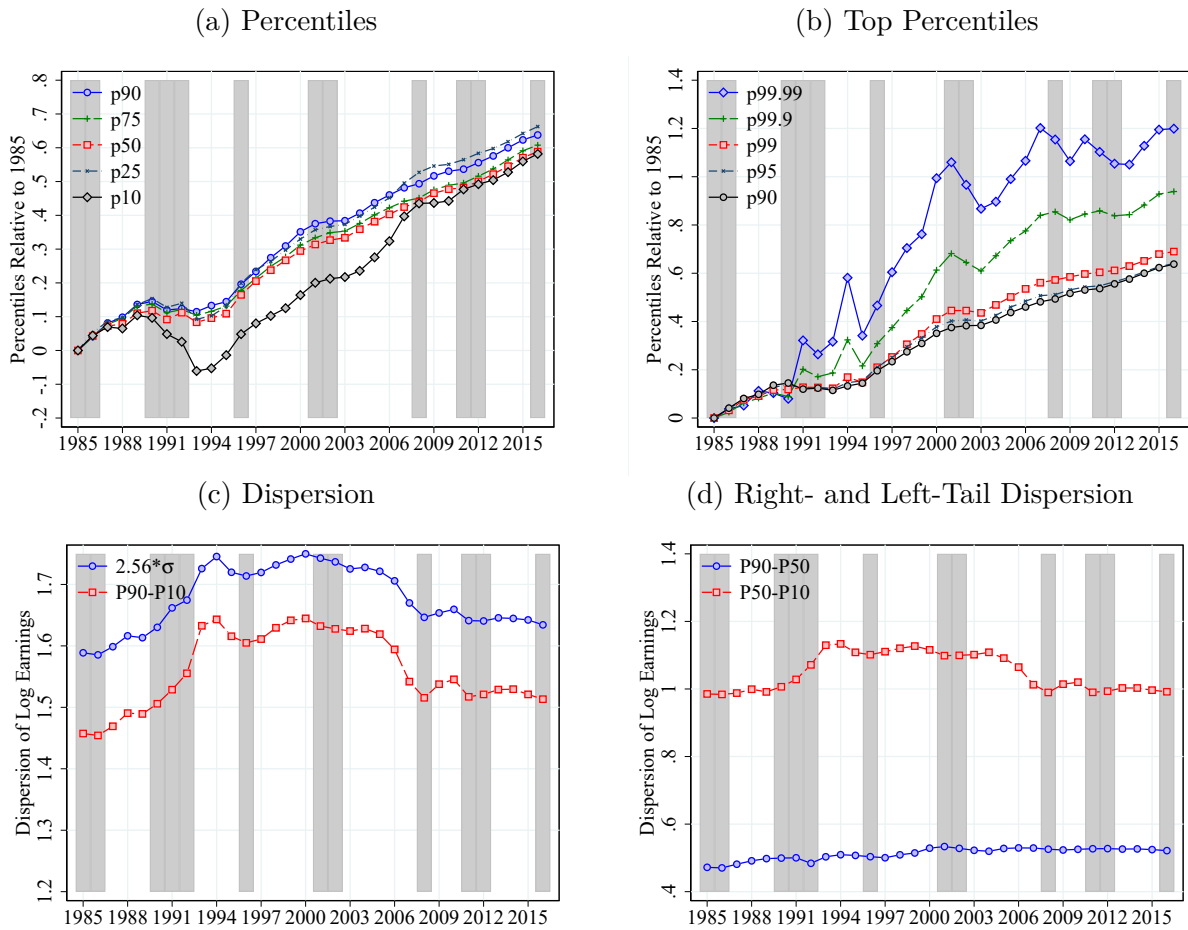 (a) Percentiles
Percentiles Relative to 1985
.8
.7
.6
.5
.4
.3
.2
.1
0
-.1
-.2
p90
p75
p50
p25
p10
1985 1988 1991 1994 1997 2000 2003 2006 2009 2012 2015
(b) Top Percentiles
Percentiles Relative to 1985
1.4
1.2
1
.8
.6
.4
.2
0
p99.99
p99.9
p99
p95
p90
1985 1988 1991 1994 1997 2000 2003 2006 2009 2012 2015
(c) Dispersion
Dispersion of Log Earnings
1.7
1.6
1.5
1.4
1.3
1.2
2.56*σ
P90-P10
1985 1988 1991 1994 1997 2000 2003 2006 2009 2012 2015
(d) Right- and Left-Tail Dispersion
Dispersion of Log Earnings
1.4
1.2
1
.8
.6
.4
P90-P50
P50-P10
1985 1988 1991 1994 1997 2000 2003 2006 2009 2012 2015